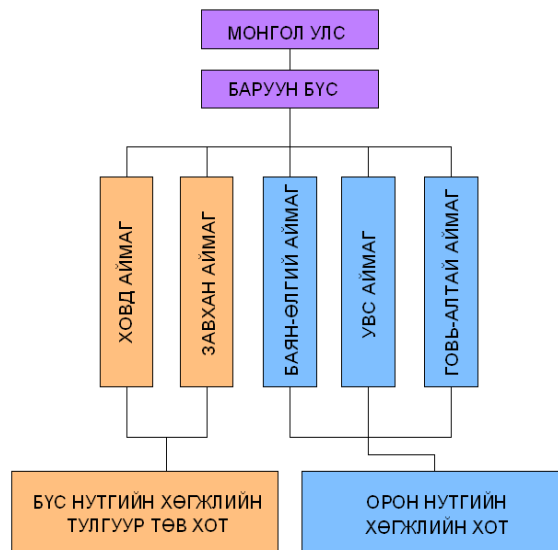 МОНГОЛ УЛС
БАРУУН БҮС
ХОВД АЙМАГ
ЗАВХАН АЙМАГ
БАЯН-ӨЛГИЙ АЙМАГ
УВС АЙМАГ
ГОВЬ-АЛТАЙ АЙМАГ
БҮС НУТГИЙН ХӨГЖЛИЙН
ТУЛГУУР ТӨВ ХОТ
ОРОН НУТГИЙН
ХӨГЖЛИЙН ХОТ